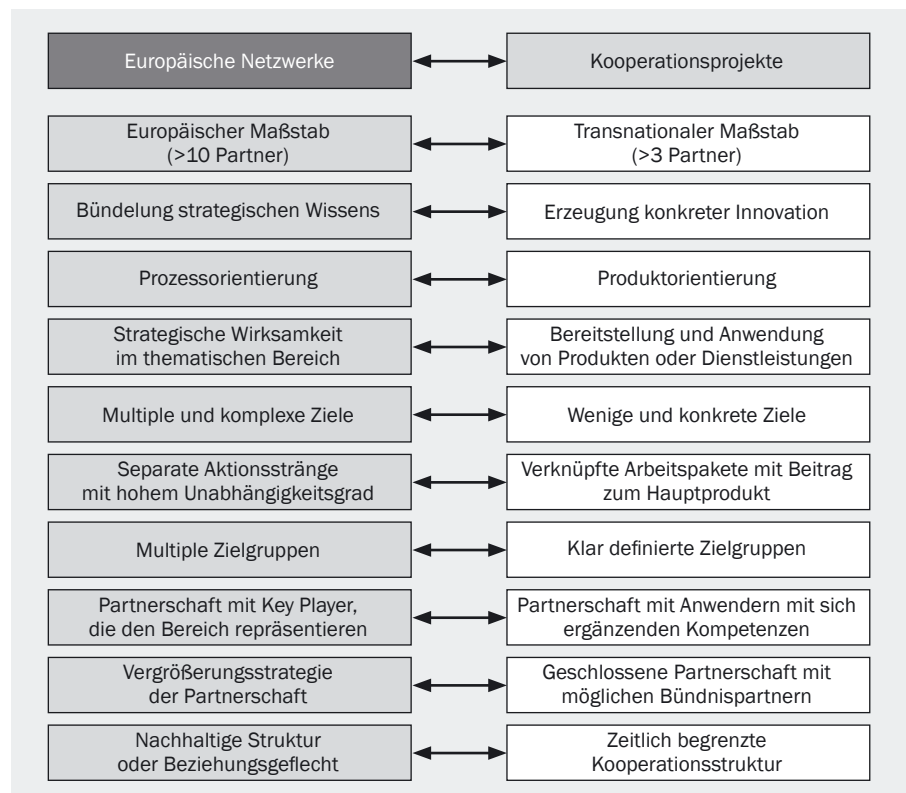 Europäische Netzwerke
Kooperationsprojekte
Europäischer Maßstab
(>10 Partner)
Transnationaler Maßstab
(>3 Partner)
Bündelung strategischen Wissens
Erzeugung konkreter Innovation
Prozessorientierung
Produktorientierung
Strategische Wirksamkeit
im thematischen Bereich
Bereitstellung und Anwendung
von Produkten oder Dienstleistungen
Multiple und komplexe Ziele
Wenige und konkrete Ziele
Separate Aktionsstränge
mit hohem Unabhängigkeitsgrad
Verknüpfte Arbeitspakete mit Beitrag
zum Hauptprodukt
Multiple Zielgruppen
Klar definierte Zielgruppen
Partnerschaft mit Key Player,
die den Bereich repräsentieren
Partnerschaft mit Anwendern mit sich
ergänzenden Kompetenzen
Vergrößerungsstrategie
der Partnerschaft
Geschlossene Partnerschaft mit
möglichen Bündnispartnern
Nachhaltige Struktur
oder Beziehungsgeflecht
Zeitlich begrenzte
Kooperationsstruktur